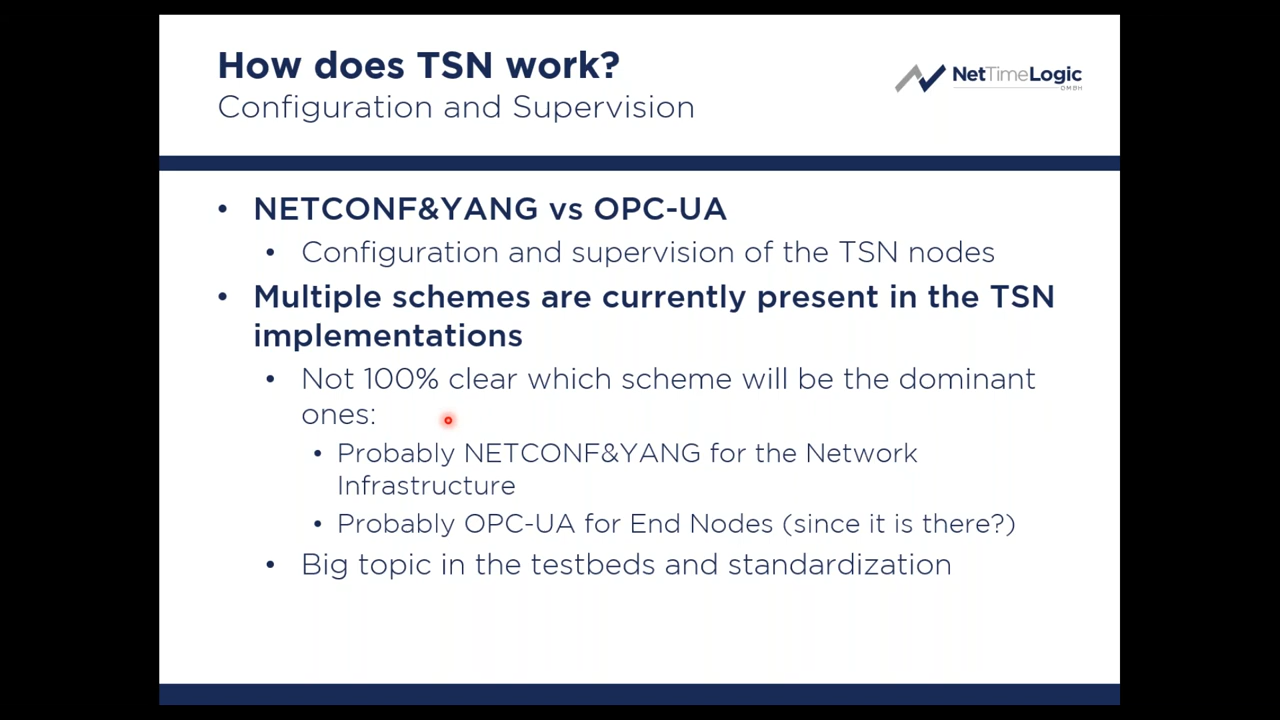 How does TSN work?
Configuration and Supervision
NetTimeLogic
GMBH
• NETCONF&YANG vs OPC-UA
• Configuration and supervision of the TSN nodes
• Multiple schemes are currently present in the TSN
implementations
• Not 100% clear which scheme will be the dominant
ones:
• Probably NETCONF&YANG for the Network
Infrastructure
• Probably OPC-UA for End Nodes (since it is there?)
• Big topic in the testbeds and standardization